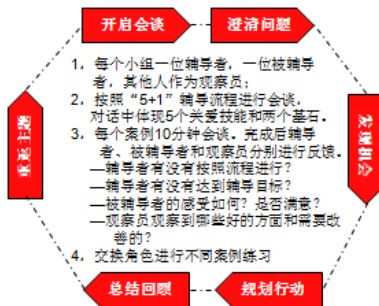 开启会谈
澄清问题
1，每个小组一位辅导者，一位被辅导
者，其他人作为观察员；
2，按照“5+1”辅导流程进行会谈，
对话中体现5个关爱技能和两个基石。
3，每个案例10分钟会谈。完成后辅导
者、被辅导者和观察员分别进行反馈。
—辅导者有没有按照流程进行？
—辅导者有没有达到辅导目标？
—被辅导者的感受如何？是否满意？
—观察员观察到哪些好的方面和需要改
善的？
4，交换角色进行不同案例练习
重返主题
发现机会
总结回顾
规划行动